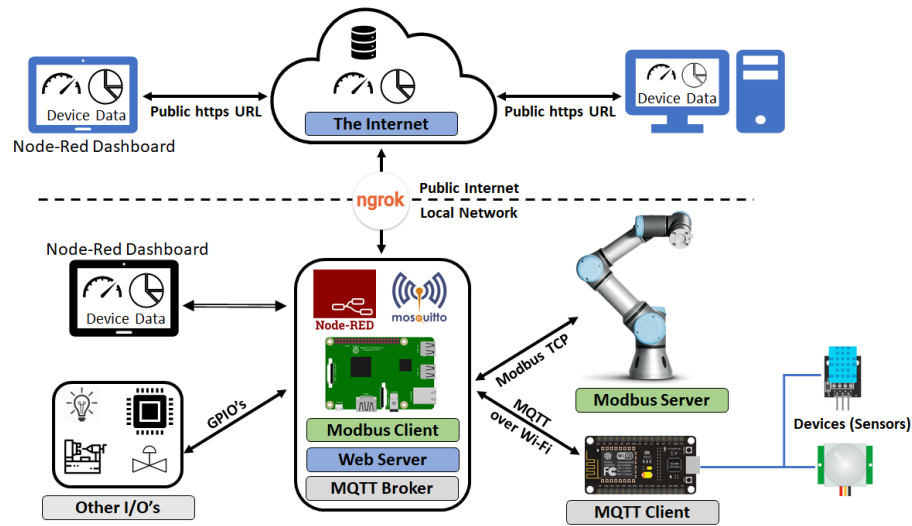 Device Data
Node-Red Dashboard
Public https URL
The Internet
Public https URL
Device Data
ngrok
Public Internet
Local Network
Node-Red Dashboard
Device Data
Node-RED
mosquitto
Modbus TCP
Modbus Server
GPIO's
MQTT
over Wi-Fi
Modbus Client
Web Server
MQTT Broker
Other I/O's
MQTT Client
Devices (Sensors)